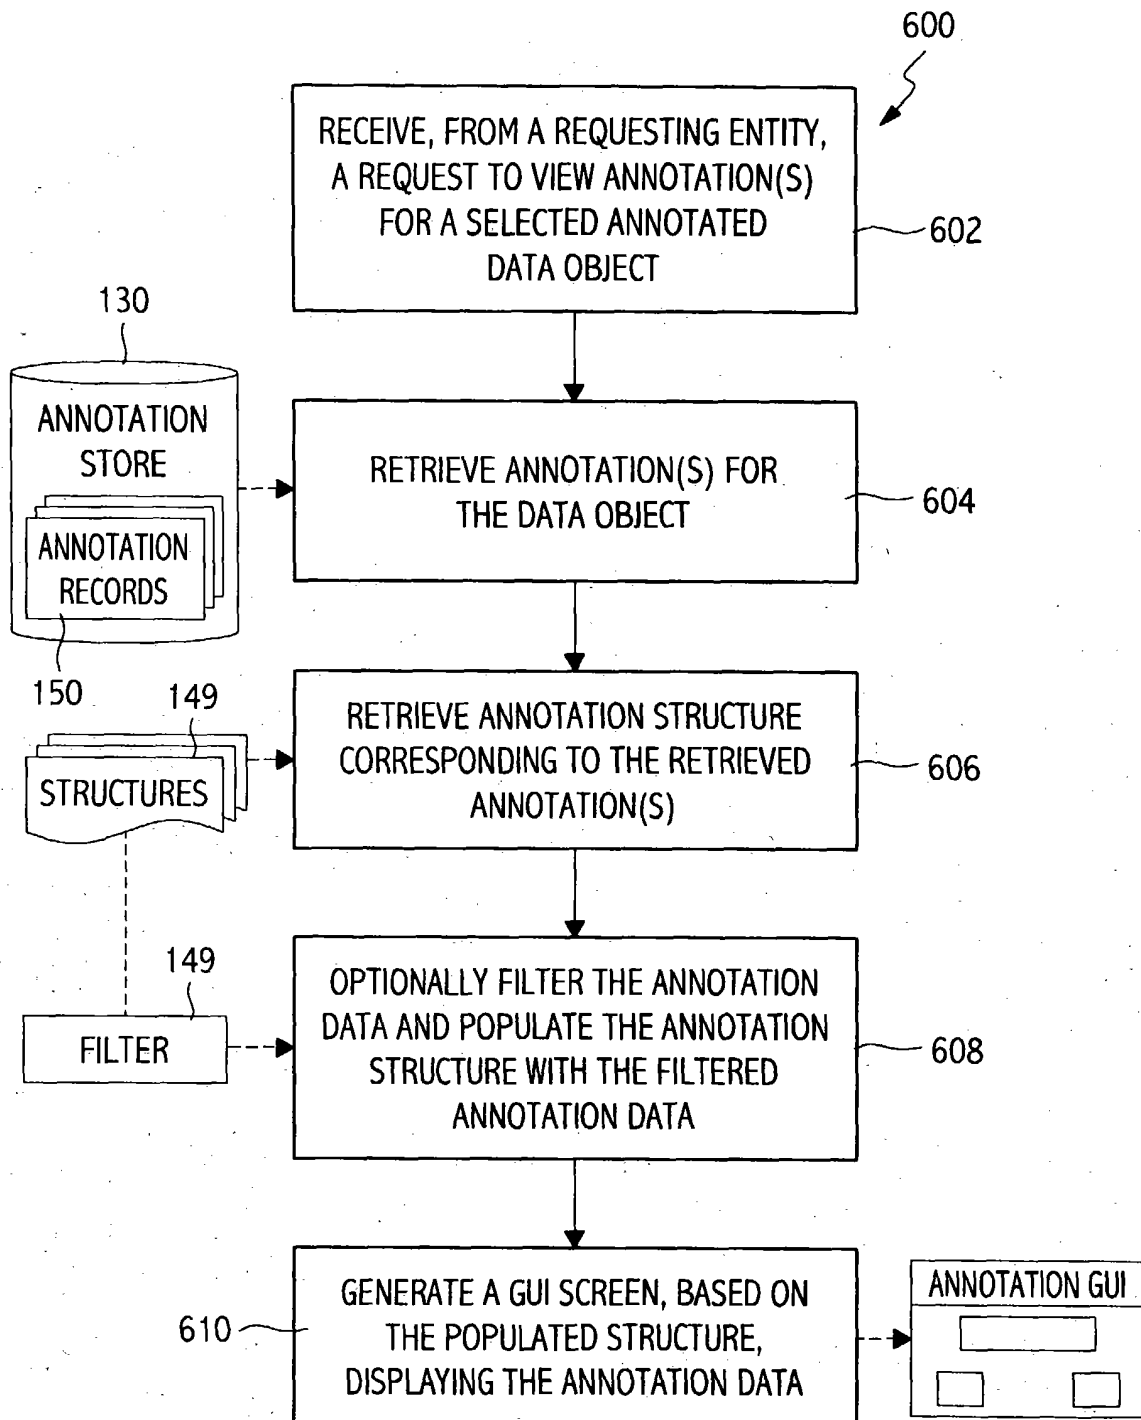 600
RECEIVE, FROM A REQUESTING ENTITY,
A REQUEST TO VIEW ANNOTATION(S)
FOR A SELECTED ANNOTATED
DATA OBJECT
602
130
ANNOTATION
STORE
ANNOTATION
RECORDS
150
RETRIEVE ANNOTATION(S) FOR
THE DATA OBJECT
604
149
STRUCTURES
RETRIEVE ANNOTATION STRUCTURE
CORRESPONDING TO THE RETRIEVED
ANNOTATION(S)
606
149
FILTER
OPTIONALLY FILTER THE ANNOTATION
DATA AND POPULATE THE ANNOTATION
STRUCTURE WITH THE FILTERED
ANNOTATION DATA
608
610
GENERATE A GUI SCREEN, BASED ON
THE POPULATED STRUCTURE,
DISPLAYING THE ANNOTATION DATA
ANNOTATION GUI